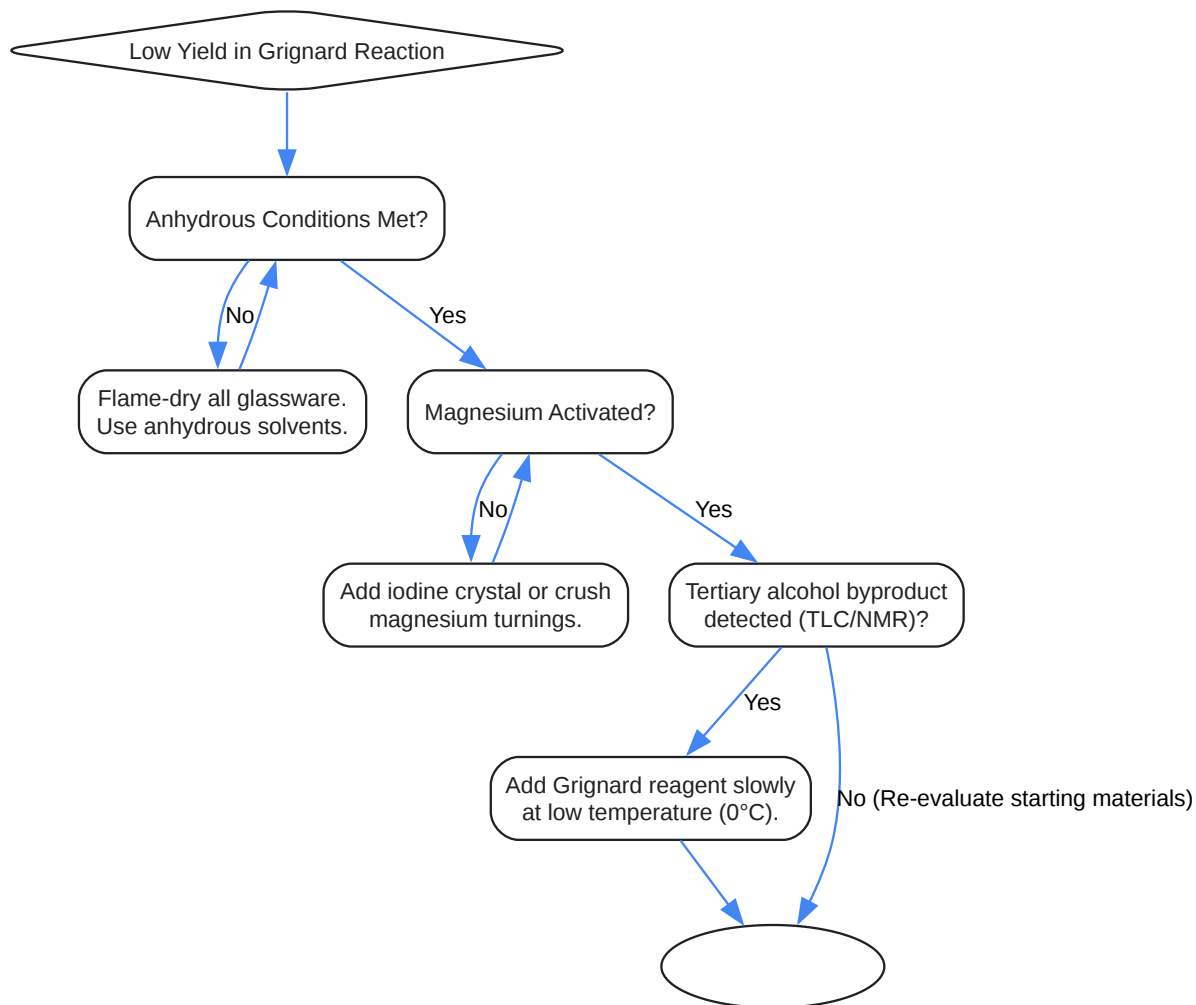 Low Yield in Grignard Reaction
Anhydrous Conditions Met?
No
Yes
Flame-dry all glassware.
Use anhydrous solvents.
Magnesium Activated?
No
Yes
Add iodine crystal or crush
magnesium turnings.
Tertiary alcohol byproduct
detected (TLC/NMR)?
Yes
Add Grignard reagent slowly
at low temperature (0°C).
No (Re-evaluate starting materials)